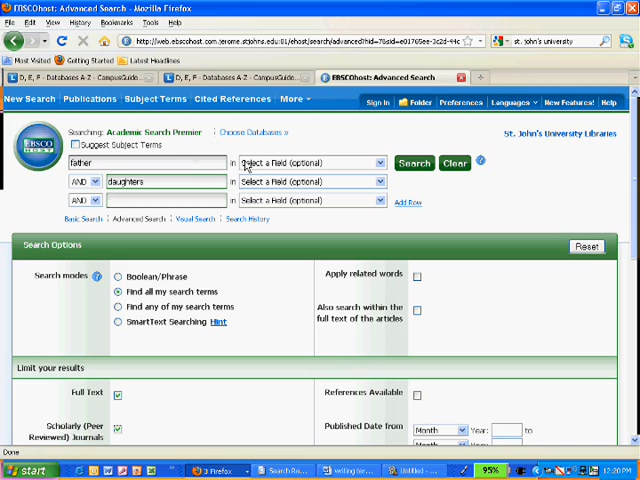 EBSCOhost: Advanced Search - Mozilla Firefox
File Edit View History Bookmarks Tools Help
http://web.ebscohost.com.jerome.stjohns.edu:81/ehost/search/advanced?hid=7&sid=e01765ee-3c2d-44c
st. john's university
Most Visited Getting Started Latest Headlines
D, E, F - Databases A-Z - CampusGuide... D, E, F - Databases A-Z - CampusGuide... EBSCOhost: Advanced Search
New Search Publications Subject Terms Cited References More Sign In Folder Preferences Languages New Features! Help
Searching: Academic Search Premier Choose Databases »
St. John's University Libraries
Suggest Subject Terms
EBSCO
HOST
father in Select a Field (optional) Search Clear
AND daughters in Select a Field (optional)
AND in Select a Field (optional) Add Row
Basic Search Advanced Search Visual Search Search History
Search Options Reset
Search modes Boolean/Phrase Apply related words
Find all my search terms
Find any of my search terms Also search within the
SmartText Searching Hint full text of the articles
Limit your results
Full Text References Available
Scholarly (Peer Published Date from Month Year: to
Reviewed) Journals
Month
Done
start 3 Firefox Search Re... writing ter... Untitled - ... 95% 12:20 PM